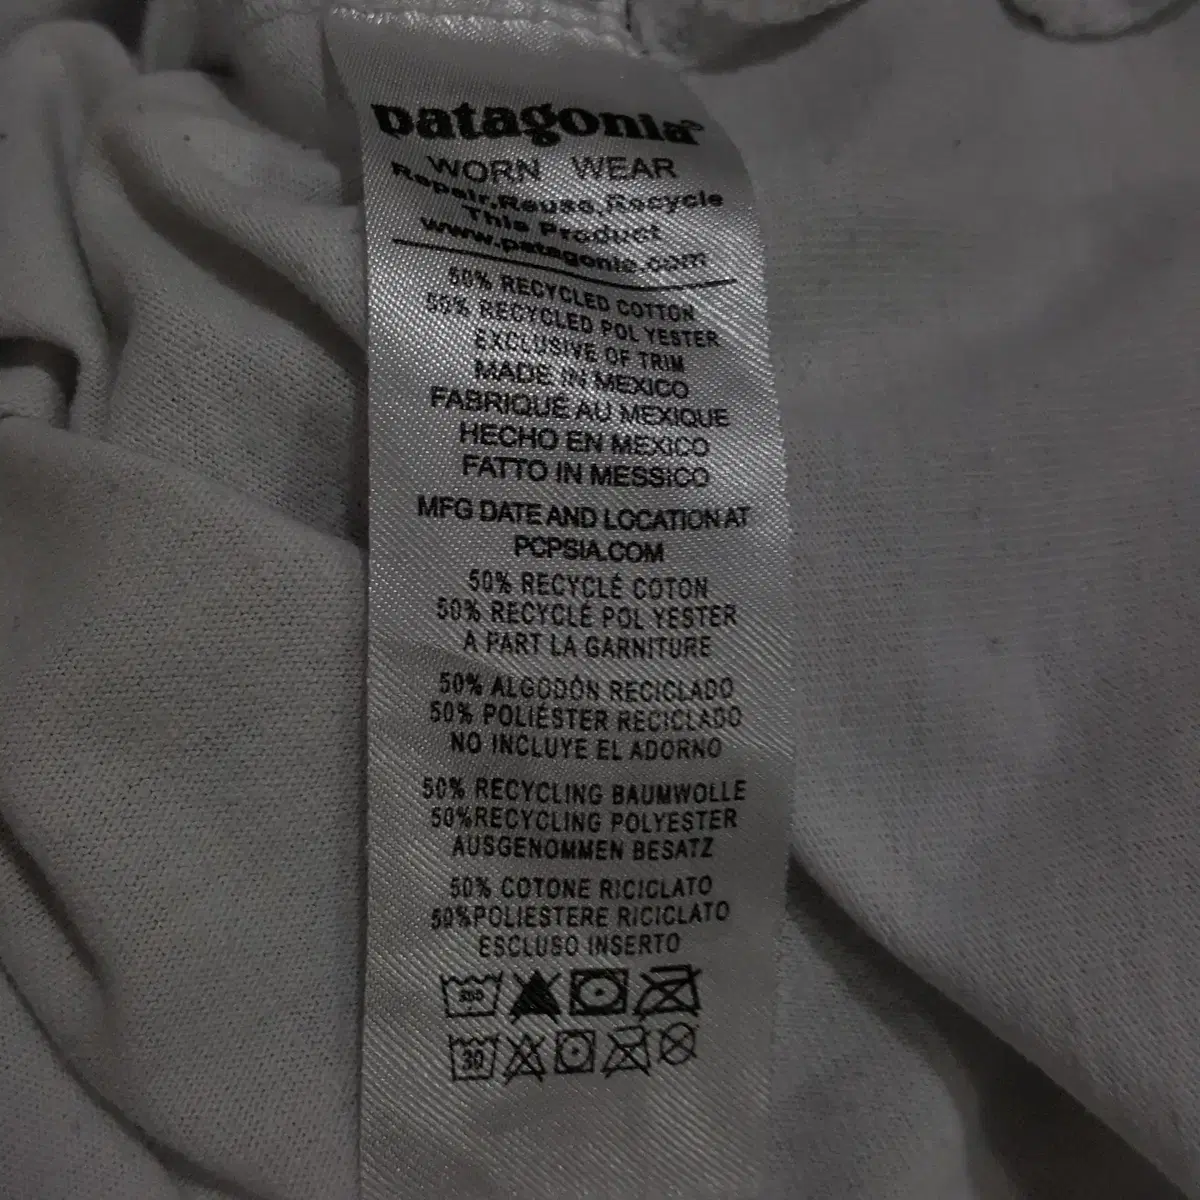 patagonia®
WORN WEAR
Repair,Reuse,Recycle
This Product
www.patagonia.com
50% RECYCLED COTTON
50% RECYCLED POLYESTER
EXCLUSIVE OF TRIM
MADE IN MEXICO
FABRIQUÉ AU MEXIQUE
HECHO EN MEXICO
FATTO IN MESSICO
MFG DATE AND LOCATION AT
PCPSIA.COM
50% RECYCLÉ COTON
50% RECYCLÉ POLYESTER
A PART LA GARNITURE
50% ALGODÓN RECICLADO
50% POLIÉSTER RECICLADO
NO INCLUYE EL ADORNO
50% RECYCLING BAUMWOLLE
50%RECYCLING POLYESTER
AUSGENOMMEN BESATZ
50% COTONE RICICLATO
50%POLIESTERE RICICLATO
ESCLUSO INSERTO
30